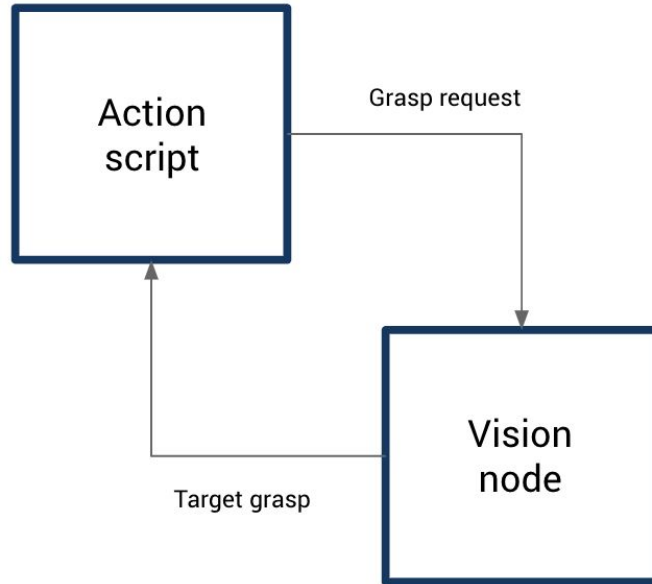 Action
script
Grasp request
Vision
node
Target grasp